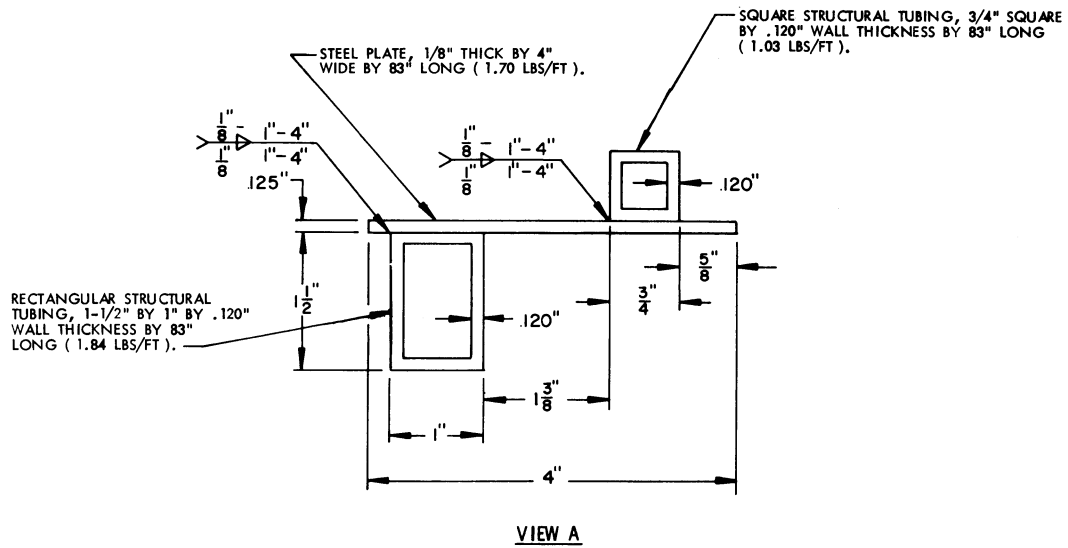 SQUARE STRUCTURAL TUBING, 3/4" SQUARE
BY .120" WALL THICKNESS BY 83" LONG
( 1.03 LBS/FT ).
STEEL PLATE, 1/8" THICK BY 4"
WIDE BY 83" LONG ( 1.70 LBS/FT ).
1/8" 1"-4"
1/8 1"-4"
1/8" 1"-4"
1/8 1"-4"
.125"
.120"
5/8"
3/4"
1 1/2"
RECTANGULAR STRUCTURAL
TUBING, 1-1/2" BY 1" BY .120"
WALL THICKNESS BY 83"
LONG ( 1.84 LBS/FT ).
.120"
1 3/8"
1"
4"
VIEW A